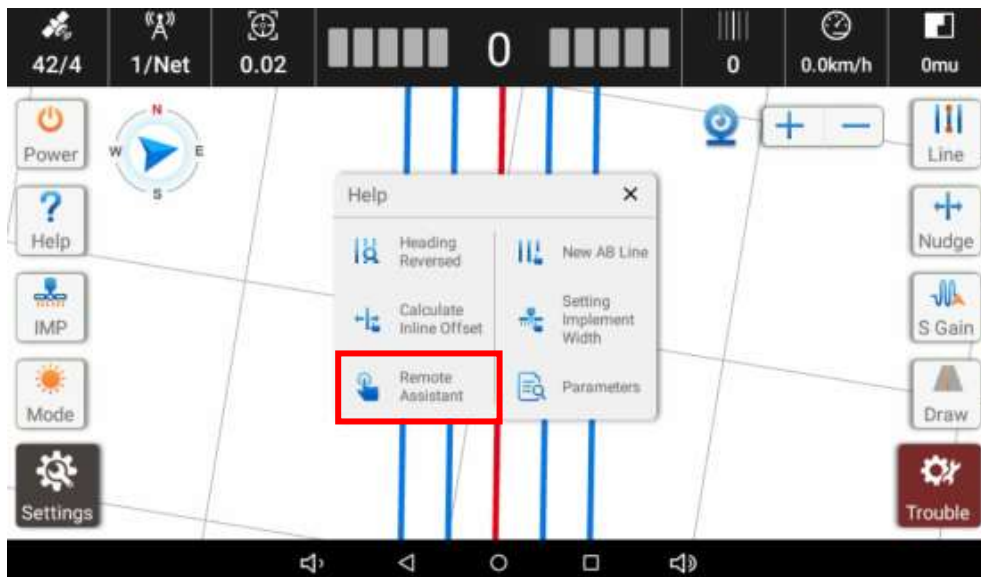 42/4
1/Net
0.02
0
0
0.0km/h
0mu
Power
N
W
E
S
Line
Help
Nudge
IMP
S Gain
Mode
Draw
Settings
Trouble
Help
Heading
Reversed
New AB Line
Calculate
Inline Offset
Setting
Implement
Width
Remote
Assistant
Parameters